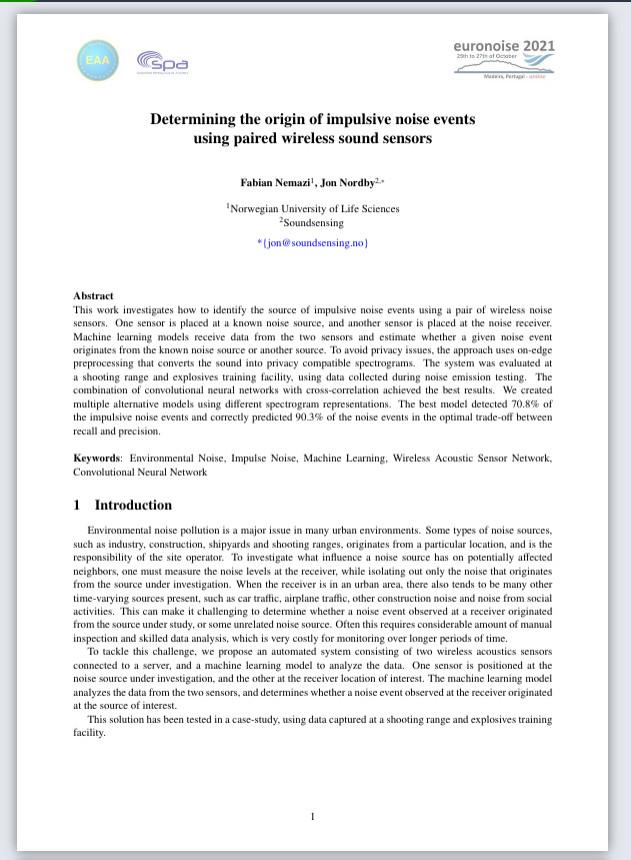 EAA
spa
euronoise 2021
25th to 27th of October
Madeira, Portugal - online
Determining the origin of impulsive noise events
using paired wireless sound sensors
Fabian Nemazi¹, Jon Nordby²,*
¹Norwegian University of Life Sciences
²Soundsensing
*{jon@soundsensing.no}
Abstract
This work investigates how to identify the source of impulsive noise events using a pair of wireless noise
sensors. One sensor is placed at a known noise source, and another sensor is placed at the noise receiver.
Machine learning models receive data from the two sensors and estimate whether a given noise event
originates from the known noise source or another source. To avoid privacy issues, the approach uses on-edge
preprocessing that converts the sound into privacy compatible spectrograms. The system was evaluated at
a shooting range and explosives training facility, using data collected during noise emission testing. The
combination of convolutional neural networks with cross-correlation achieved the best results. We created
multiple alternative models using different spectrogram representations. The best model detected 70.8% of
the impulsive noise events and correctly predicted 90.3% of the noise events in the optimal trade-off between
recall and precision.
Keywords: Environmental Noise, Impulse Noise, Machine Learning, Wireless Acoustic Sensor Network,
Convolutional Neural Network
1 Introduction
Environmental noise pollution is a major issue in many urban environments. Some types of noise sources,
such as industry, construction, shipyards and shooting ranges, originates from a particular location, and is the
responsibility of the site operator. To investigate what influence a noise source has on potentially affected
neighbors, one must measure the noise levels at the receiver, while isolating out only the noise that originates
from the source under investigation. When the receiver is in an urban area, there also tends to be many other
time-varying sources present, such as car traffic, airplane traffic, other construction noise and noise from social
activities. This can make it challenging to determine whether a noise event observed at a receiver originated
from the source under study, or some unrelated noise source. Often this requires considerable amount of manual
inspection and skilled data analysis, which is very costly for monitoring over longer periods of time.
To tackle this challenge, we propose an automated system consisting of two wireless acoustics sensors
connected to a server, and a machine learning model to analyze the data. One sensor is positioned at the
noise source under investigation, and the other at the receiver location of interest. The machine learning model
analyzes the data from the two sensors, and determines whether a noise event observed at the receiver originated
at the source of interest.
This solution has been tested in a case-study, using data captured at a shooting range and explosives training
facility.
1